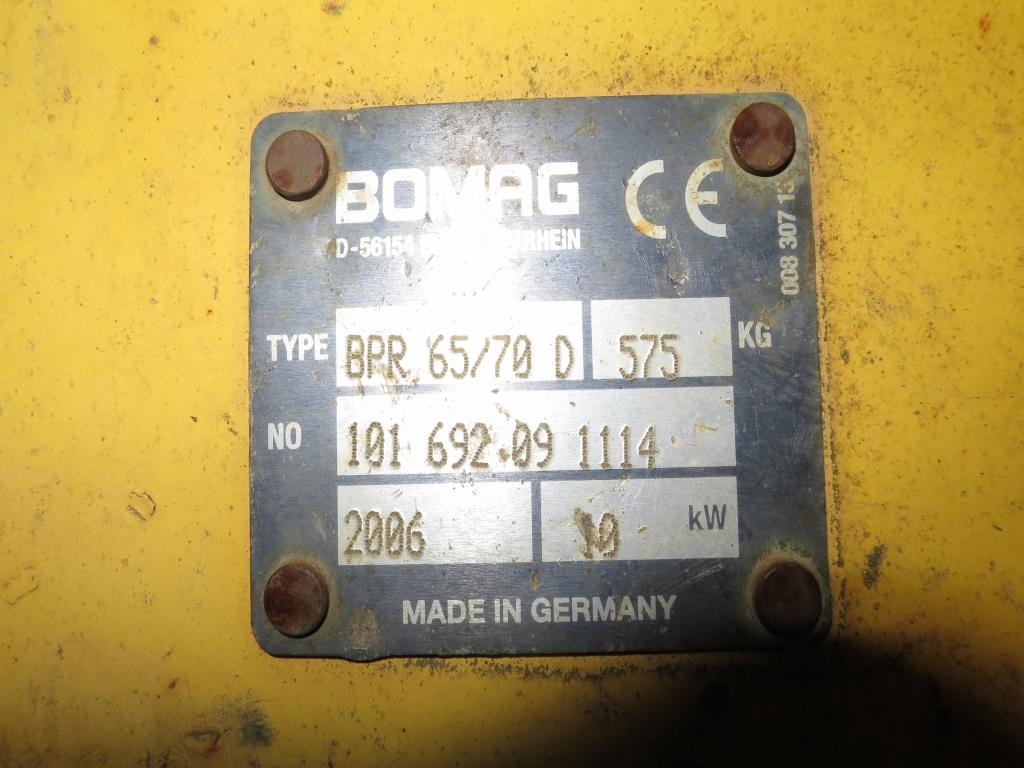 BOMAG CE
D-56154 /RHEIN
008 307 13
TYPE BPR 65/70 D 575 KG
NO 101 692 09 1114
2006 10 kW
MADE IN GERMANY